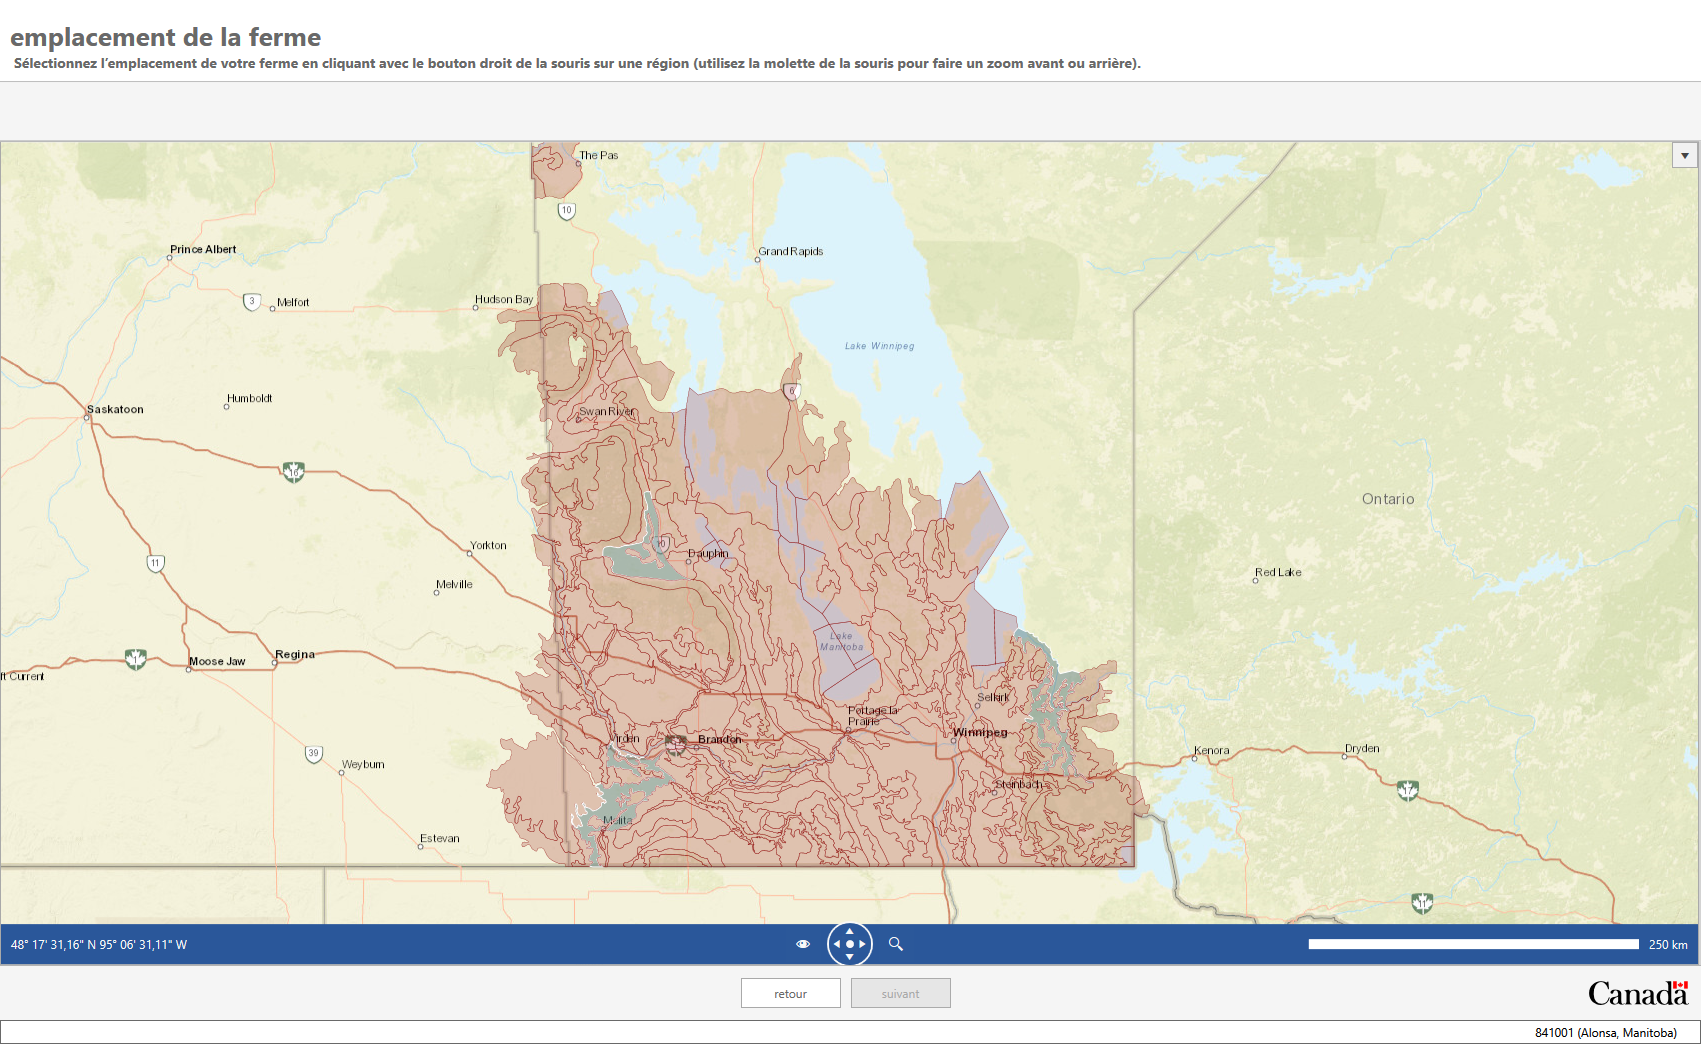 emplacement de la ferme
Sélectionnez l’emplacement de votre ferme en cliquant avec le bouton droit de la souris sur une région (utilisez la molette de la souris pour faire un zoom avant ou arrière).
The Pas
10
Prince Albert
Grand Rapids
3
Melfort
Hudson Bay
Lake Winnipeg
6
Humboldt
Saskatoon
Swan River
16
Ontario
Yorkton
10
Dauphin
11
Red Lake
Melville
Lake
Manitoba
1
Regina
Moose Jaw
ft Current
Selkirk
Portage la
Prairie
Winnipeg
Virden
1
Brandon
39
Kenora
Dryden
Weyburn
Steinbach
17
Melita
Estevan
11
48° 17' 31,16" N 95° 06' 31,11" W
250 km
retour
suivant
Canada
841001 (Alonsa, Manitoba)